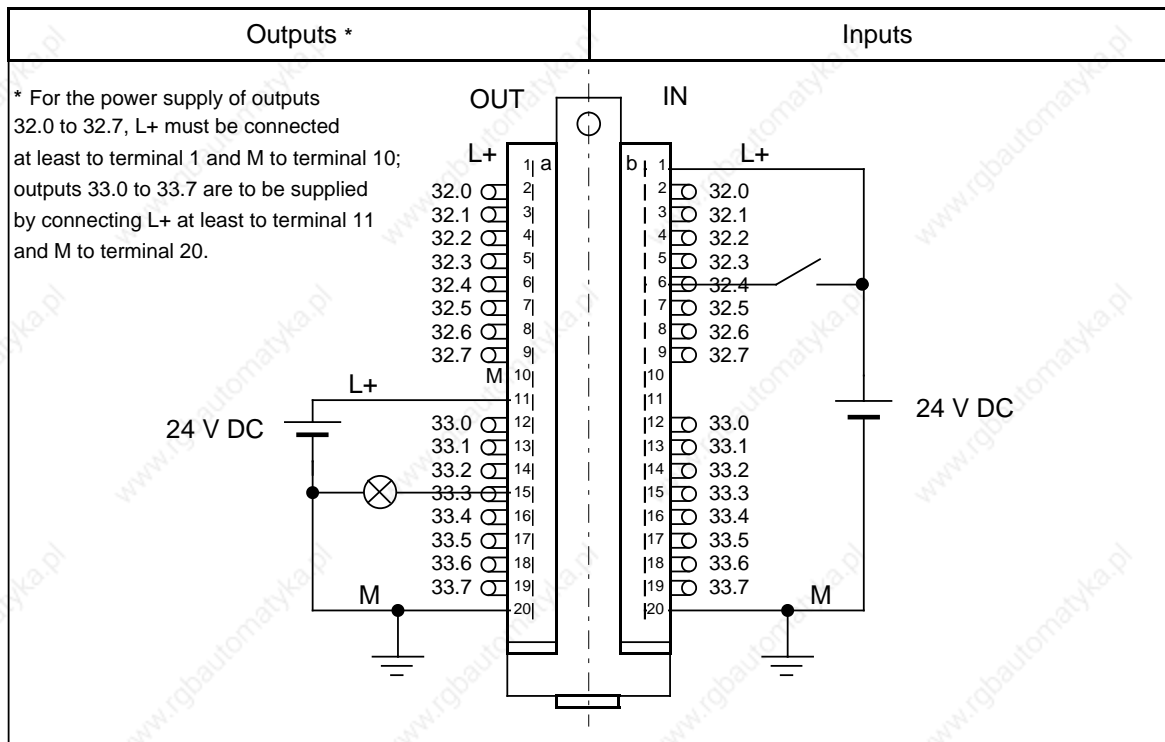 Outputs *
Inputs
* For the power supply of outputs
32.0 to 32.7, L+ must be connected
at least to terminal 1 and M to terminal 10;
outputs 33.0 to 33.7 are to be supplied
by connecting L+ at least to terminal 11
and M to terminal 20.
OUT
IN
L+ 1 a
32.0 2
32.1 3
32.2 4
32.3 5
32.4 6
32.5 7
32.6 8
32.7 9
M 10
L+ 11
33.0 12
33.1 13
33.2 14
33.3 15
33.4 16
33.5 17
33.6 18
33.7 19
M 20
24 V DC
b 1 L+
2 32.0
3 32.1
4 32.2
5 32.3
6 32.4
7 32.5
8 32.6
9 32.7
10
11
12 33.0
13 33.1
14 33.2
15 33.3
16 33.4
17 33.5
18 33.6
19 33.7
20 M
24 V DC
www.rgbautomatyka.pl